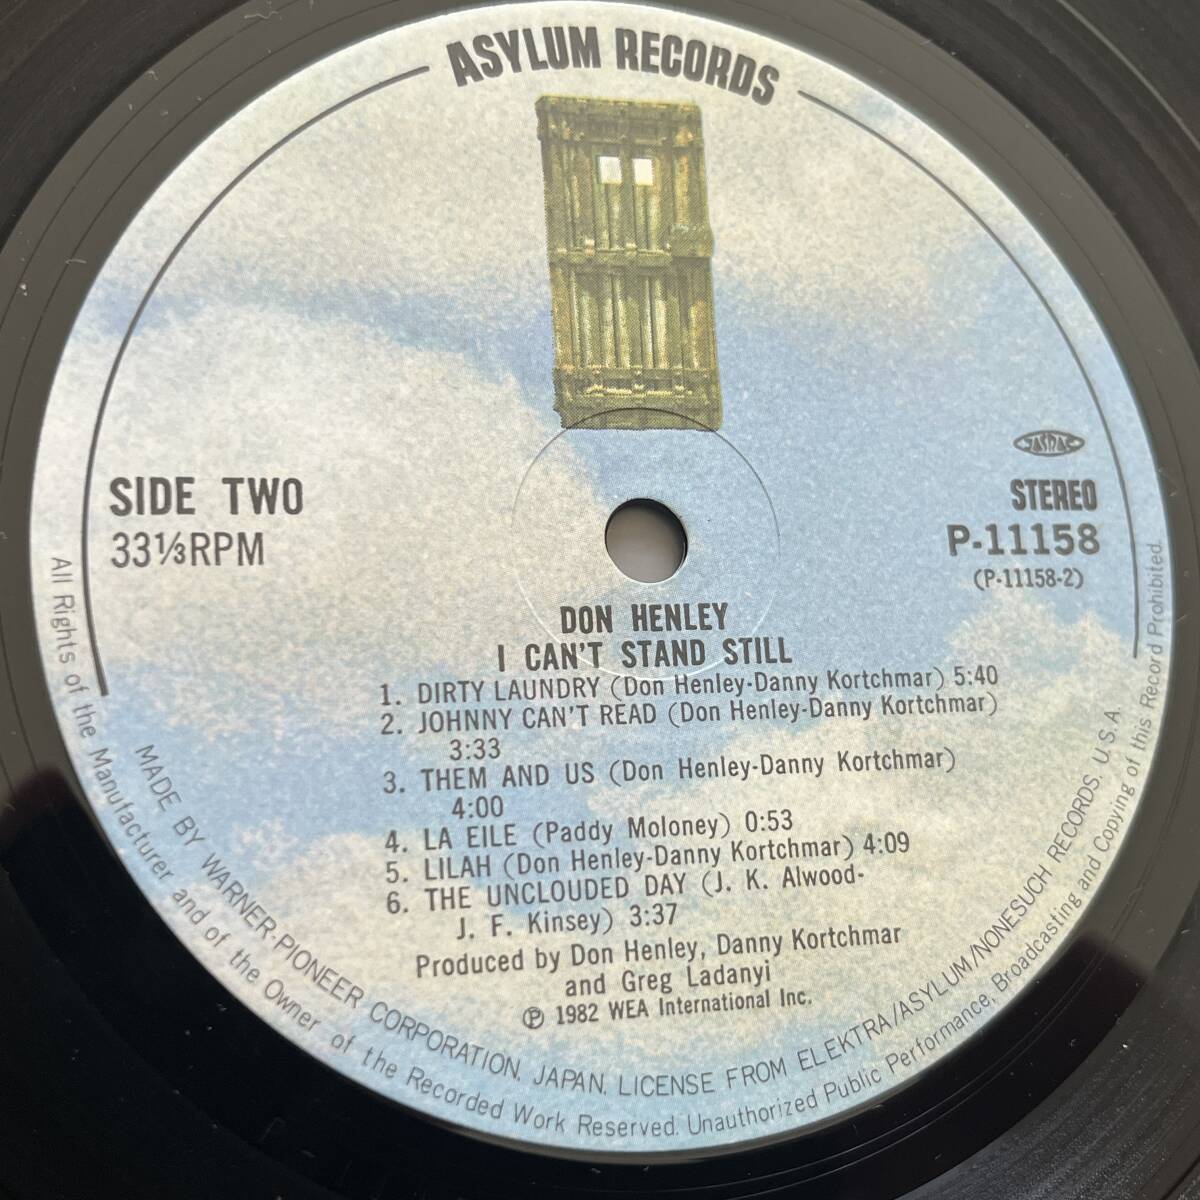 ASYLUM RECORDS
JASRAC
SIDE TWO
33⅓RPM
STEREO
P-11158
(P-11158-2)
DON HENLEY
I CAN'T STAND STILL
1. DIRTY LAUNDRY (Don Henley-Danny Kortchmar) 5:40
2. JOHNNY CAN'T READ (Don Henley-Danny Kortchmar)
3:33
3. THEM AND US (Don Henley-Danny Kortchmar)
4:00
4. LA EILE (Paddy Moloney) 0:53
5. LILAH (Don Henley-Danny Kortchmar) 4:09
6. THE UNCLOUDED DAY (J. K. Alwood-
J. F. Kinsey) 3:37
Produced by Don Henley, Danny Kortchmar
and Greg Ladanyi
℗ 1982 WEA International Inc.
MADE BY WARNER-PIONEER CORPORATION, JAPAN, LICENSE FROM ELEKTRA/ASYLUM/NONESUCH RECORDS, U.S.A.
All Rights of the Manufacturer and of the Owner of the Recorded Work Reserved. Unauthorized Public Performance, Broadcasting and Copying of this Record Prohibited.